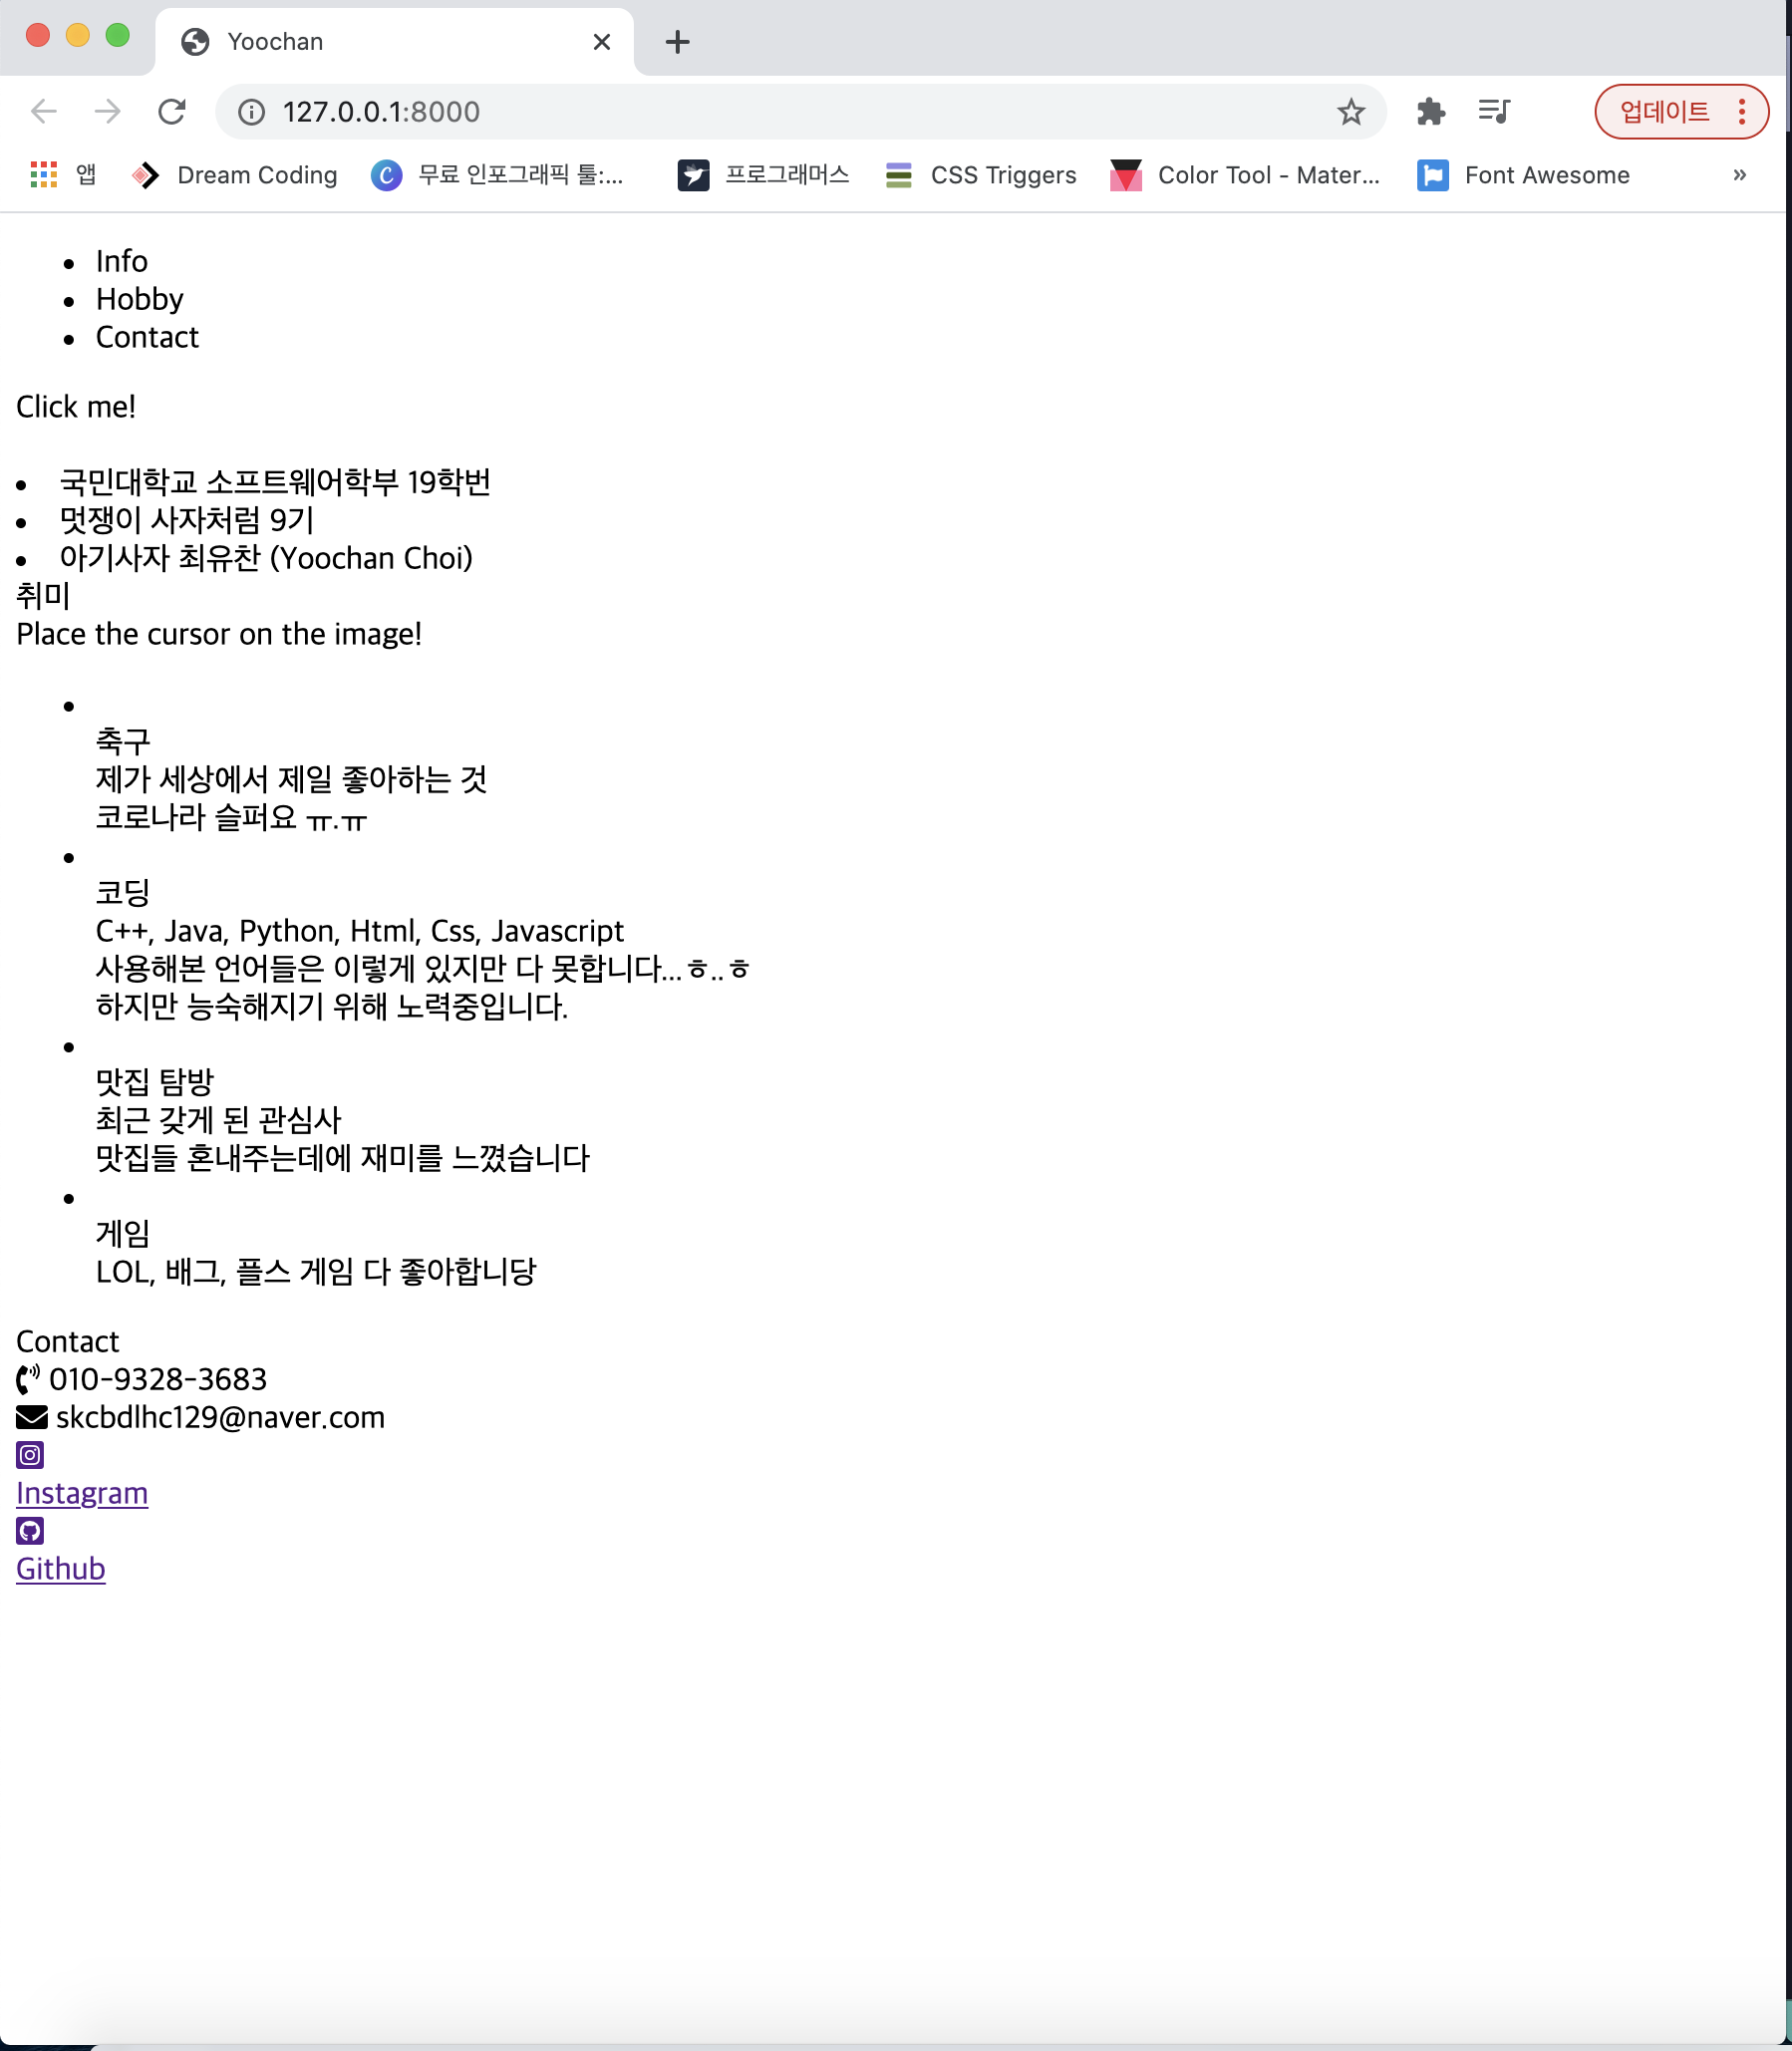 Yoochan
127.0.0.1:8000
업데이트
앱
Dream Coding
무료 인포그래픽 툴:...
프로그래머스
CSS Triggers
Color Tool - Mater...
Font Awesome
»
Info
Hobby
Contact
Click me!
국민대학교 소프트웨어학부 19학번
멋쟁이 사자처럼 9기
아기사자 최유찬 (Yoochan Choi)
취미
Place the cursor on the image!
축구
제가 세상에서 제일 좋아하는 것
코로나라 슬퍼요 ㅠ.ㅠ
코딩
C++, Java, Python, Html, Css, Javascript
사용해본 언어들은 이렇게 있지만 다 못합니다...ㅎ..ㅎ
하지만 능숙해지기 위해 노력중입니다.
맛집 탐방
최근 갖게 된 관심사
맛집들 혼내주는데에 재미를 느꼈습니다
게임
LOL, 배그, 플스 게임 다 좋아합니당
Contact
010-9328-3683
skcbdlhc129@naver.com
Instagram
Github